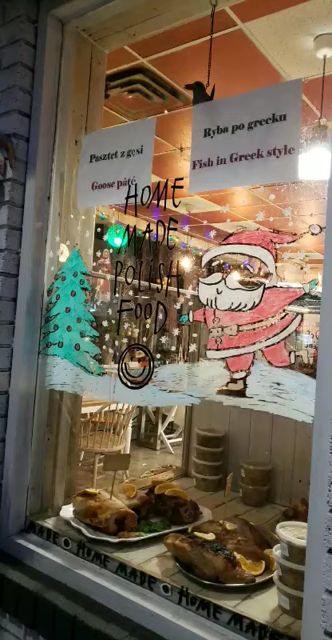 Ryba po grecku
Fish in Greek style
Pasztet z gęsi
Goose pâté
HOME
MADE
POLISH
FOOD
MADE HOME MADE HOME MADE